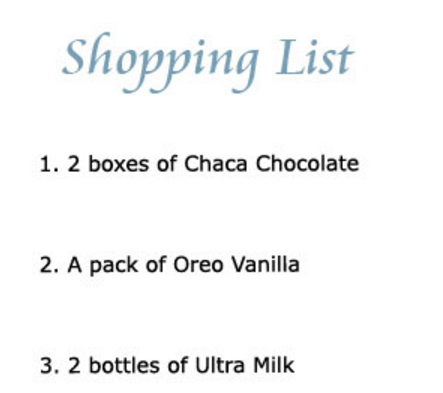 Shopping List
1. 2 boxes of Chaca Chocolate
2. A pack of Oreo Vanilla
3. 2 bottles of Ultra Milk